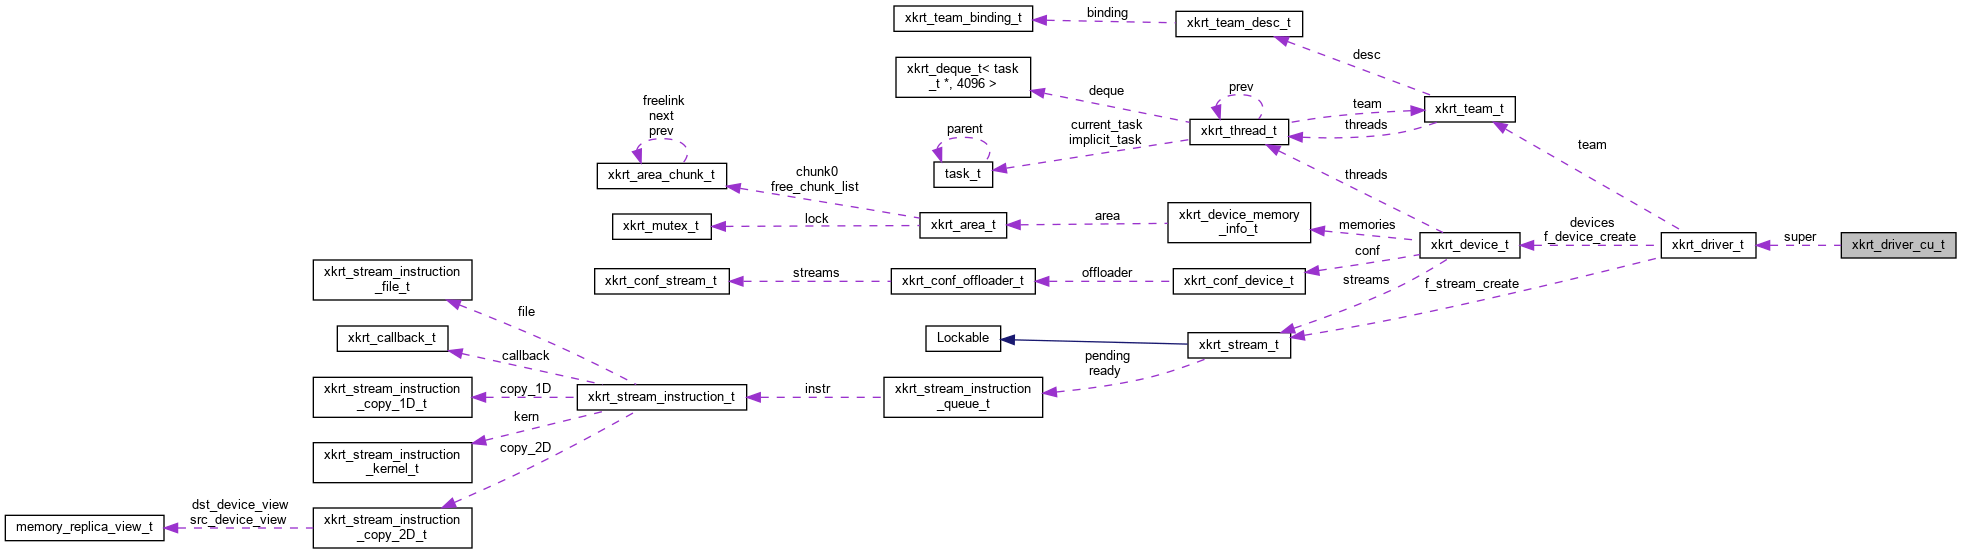 xkrt_team_binding_t
binding
xkrt_team_desc_t
desc
xkrt_deque_t< task
_t *, 4096 >
deque
prev
team
threads
xkrt_team_t
freelink
next
prev
parent
current_task
implicit_task
xkrt_thread_t
team
xkrt_area_chunk_t
chunk0
free_chunk_list
task_t
threads
xkrt_mutex_t
lock
xkrt_area_t
area
xkrt_device_memory
_info_t
memories
xkrt_device_t
devices
f_device_create
xkrt_driver_t
super
xkrt_driver_cu_t
conf
xkrt_stream_instruction
_file_t
xkrt_conf_stream_t
streams
xkrt_conf_offloader_t
offloader
xkrt_conf_device_t
streams
f_stream_create
file
xkrt_callback_t
callback
Lockable
xkrt_stream_t
pending
ready
xkrt_stream_instruction
_copy_1D_t
copy_1D
xkrt_stream_instruction_t
instr
xkrt_stream_instruction
_queue_t
kern
xkrt_stream_instruction
_kernel_t
copy_2D
memory_replica_view_t
dst_device_view
src_device_view
xkrt_stream_instruction
_copy_2D_t